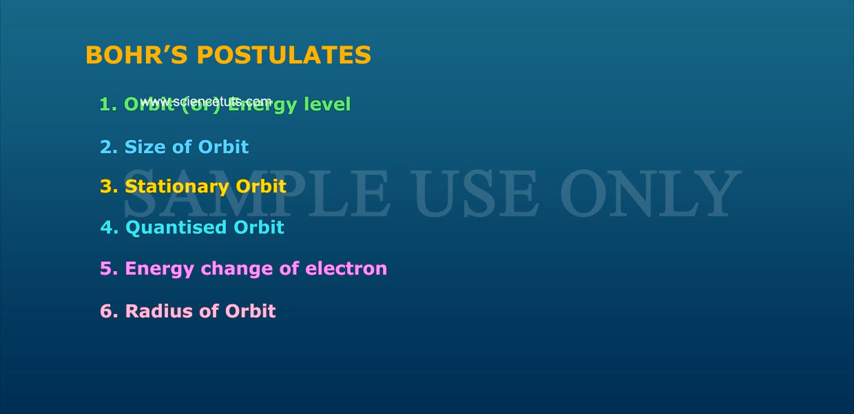 BOHR’S POSTULATES
1. Orbit (or) Energy level
www.sciencetuts.com
2. Size of Orbit
3. Stationary Orbit
SAMPLE USE ONLY
4. Quantised Orbit
5. Energy change of electron
6. Radius of Orbit